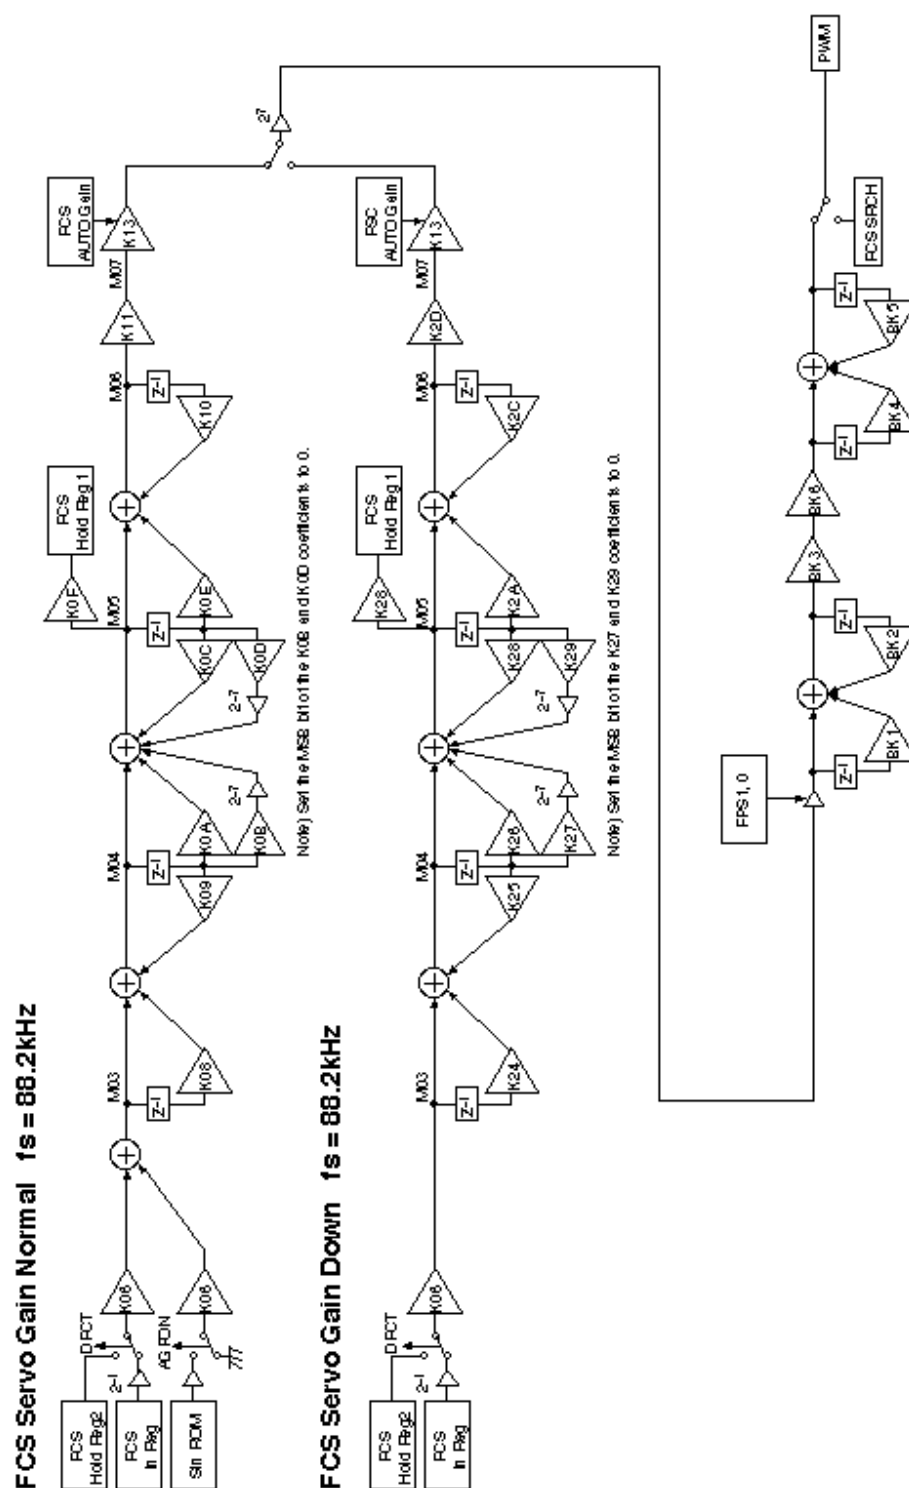 FCS Servo Gain Normal fs = 88.2kHz
FCS
Hold Reg2
FCS
In Reg
Sin ROM
2-1
DFCT
AGFON
K06
K06
M03
Z-1
K08
K09
M04
Z-1
K0A
K0B
2-7
2-7
K0C
K0D
M05
Z-1
K0E
K0F
FCS
Hold Reg 1
K10
Z-1
M06
K11
M07
K13
FCS
AUTO Gain
Note) Set the MSB bit of the K0B and K0D coefficients to 0.
27
FCS Servo Gain Down fs = 88.2kHz
FCS
Hold Reg2
FCS
In Reg
2-1
DFCT
K06
M03
Z-1
K24
K25
M04
Z-1
K26
K27
2-7
2-7
K28
K29
M05
Z-1
K2A
K28
FCS
Hold Reg 1
K2C
Z-1
M06
K2D
M07
K13
FSC
AUTO Gain
Note) Set the MSB bit of the K27 and K29 coefficients to 0.
FPS1, 0
Z-1
BK1
BK2
Z-1
BK3
BK6
Z-1
BK4
BK5
Z-1
FCS SRCH
PWM